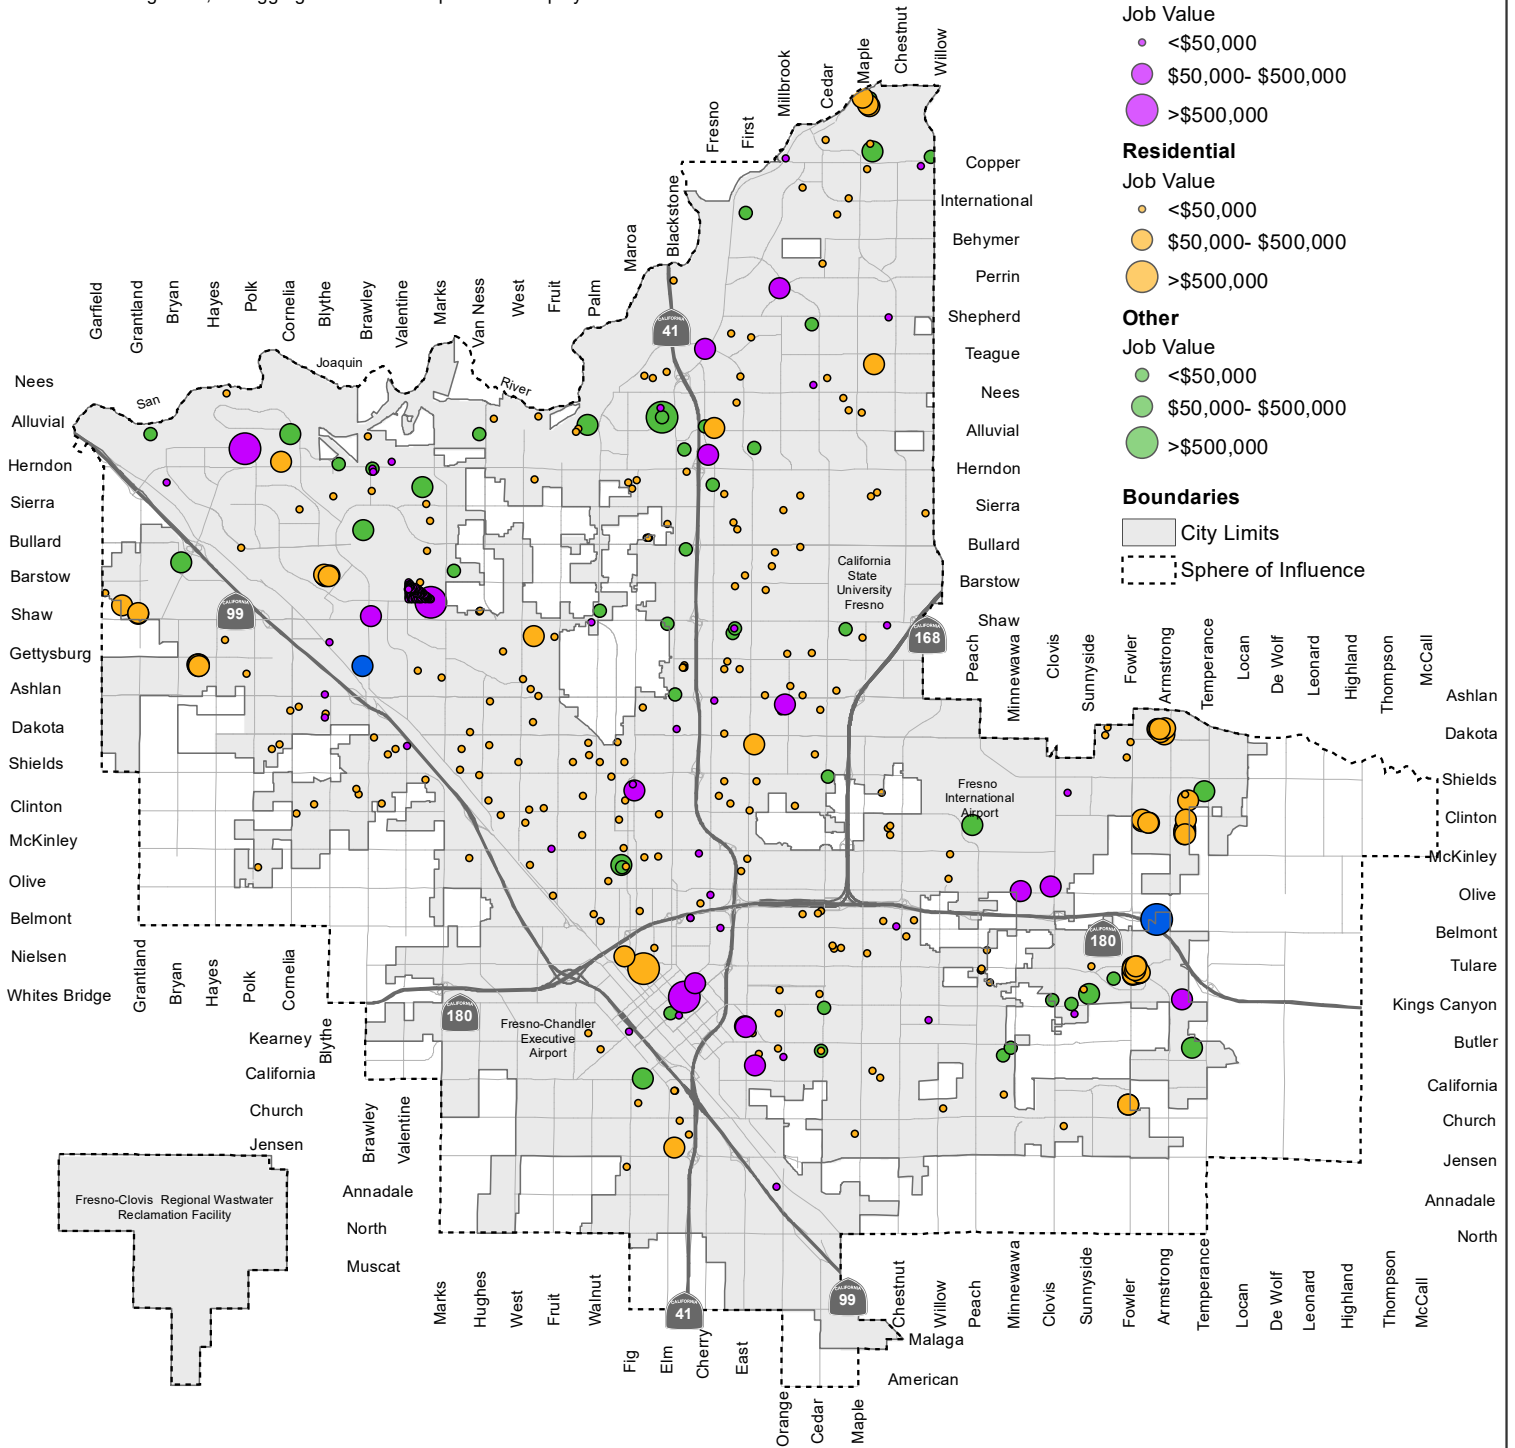 Job Value
<$50,000
$50,000- $500,000
>$500,000
Residential
Job Value
<$50,000
$50,000- $500,000
>$500,000
Other
Job Value
<$50,000
$50,000- $500,000
>$500,000
Boundaries
City Limits
Sphere of Influence
Fresno
First
Millbrook
Cedar
Maple
Chestnut
Willow
Copper
International
Behymer
Perrin
Shepherd
Teague
Nees
Alluvial
Herndon
Sierra
Bullard
Barstow
Shaw
Garfield
Grantland
Bryan
Hayes
Polk
Cornelia
Blythe
Brawley
Valentine
Marks
Van Ness
West
Fruit
Palm
Maroa
Blackstone
San
Joaquin
River
CALIFORNIA
41
Nees
Alluvial
Herndon
Sierra
Bullard
Barstow
Shaw
Gettysburg
Ashlan
Dakota
Shields
Clinton
McKinley
Olive
Belmont
Nielsen
Whites Bridge
CALIFORNIA
99
California
State
University
Fresno
CALIFORNIA
168
Peach
Minnewawa
Clovis
Sunnyside
Fowler
Armstrong
Temperance
Locan
De Wolf
Leonard
Highland
Thompson
McCall
Ashlan
Dakota
Shields
Clinton
McKinley
Olive
Belmont
Tulare
Kings Canyon
Butler
California
Church
Jensen
Annadale
North
Fresno
International
Airport
CALIFORNIA
180
Grantland
Bryan
Hayes
Polk
Cornelia
Blythe
Kearney
California
Church
Jensen
Brawley
Valentine
Annadale
North
Muscat
CALIFORNIA
180
Fresno-Chandler
Executive
Airport
Fresno-Clovis Regional Wastwater
Reclamation Facility
Marks
Hughes
West
Fruit
Walnut
Fig
Elm
Cherry
East
Orange
Cedar
Maple
CALIFORNIA
41
CALIFORNIA
99
Chestnut
Willow
Peach
Minnewawa
Clovis
Sunnyside
Fowler
Armstrong
Temperance
Locan
De Wolf
Leonard
Highland
Thompson
McCall
Malaga
American